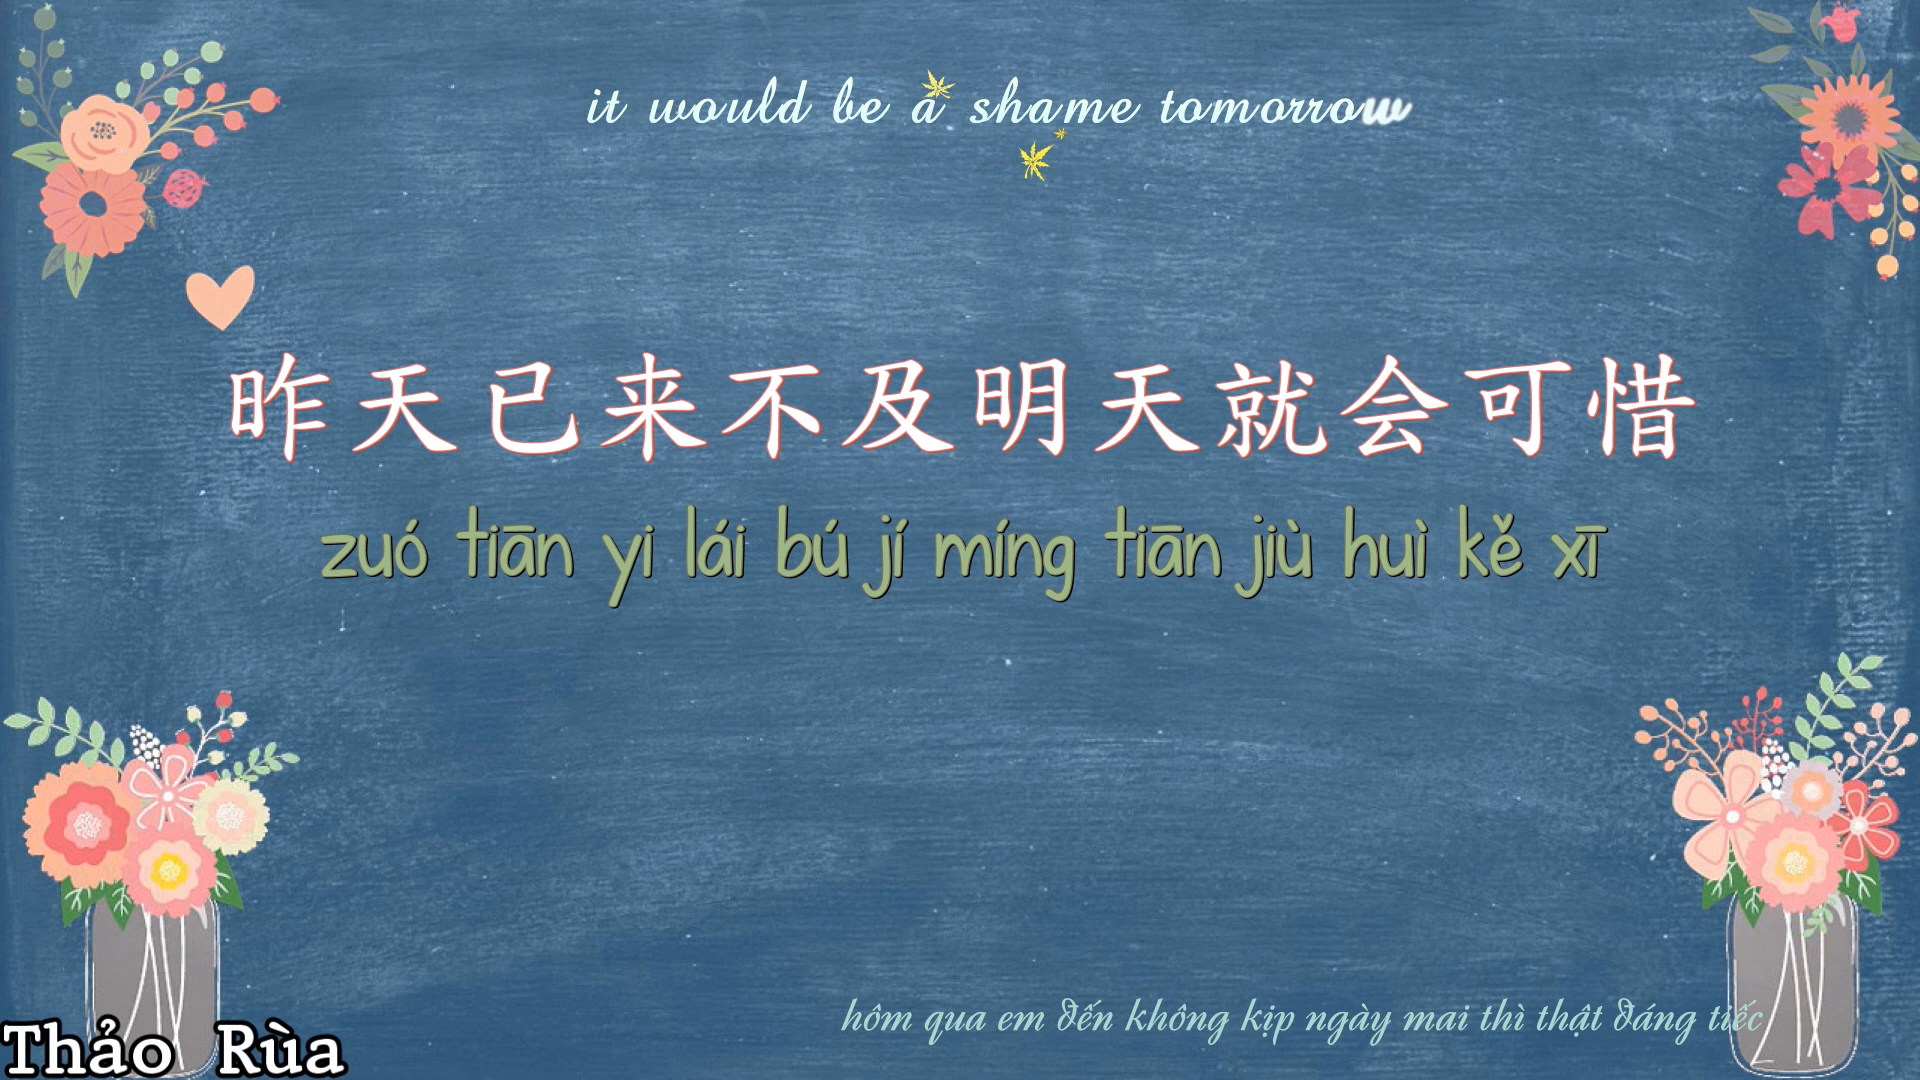 it would be a shame tomorrow
昨天已来不及明天就会可惜
zuó tiān yi lái bú jí míng tiān jiù huì kě xī
hôm qua em đến không kịp ngày mai thì thật đáng tiếc
Thảo Rùa